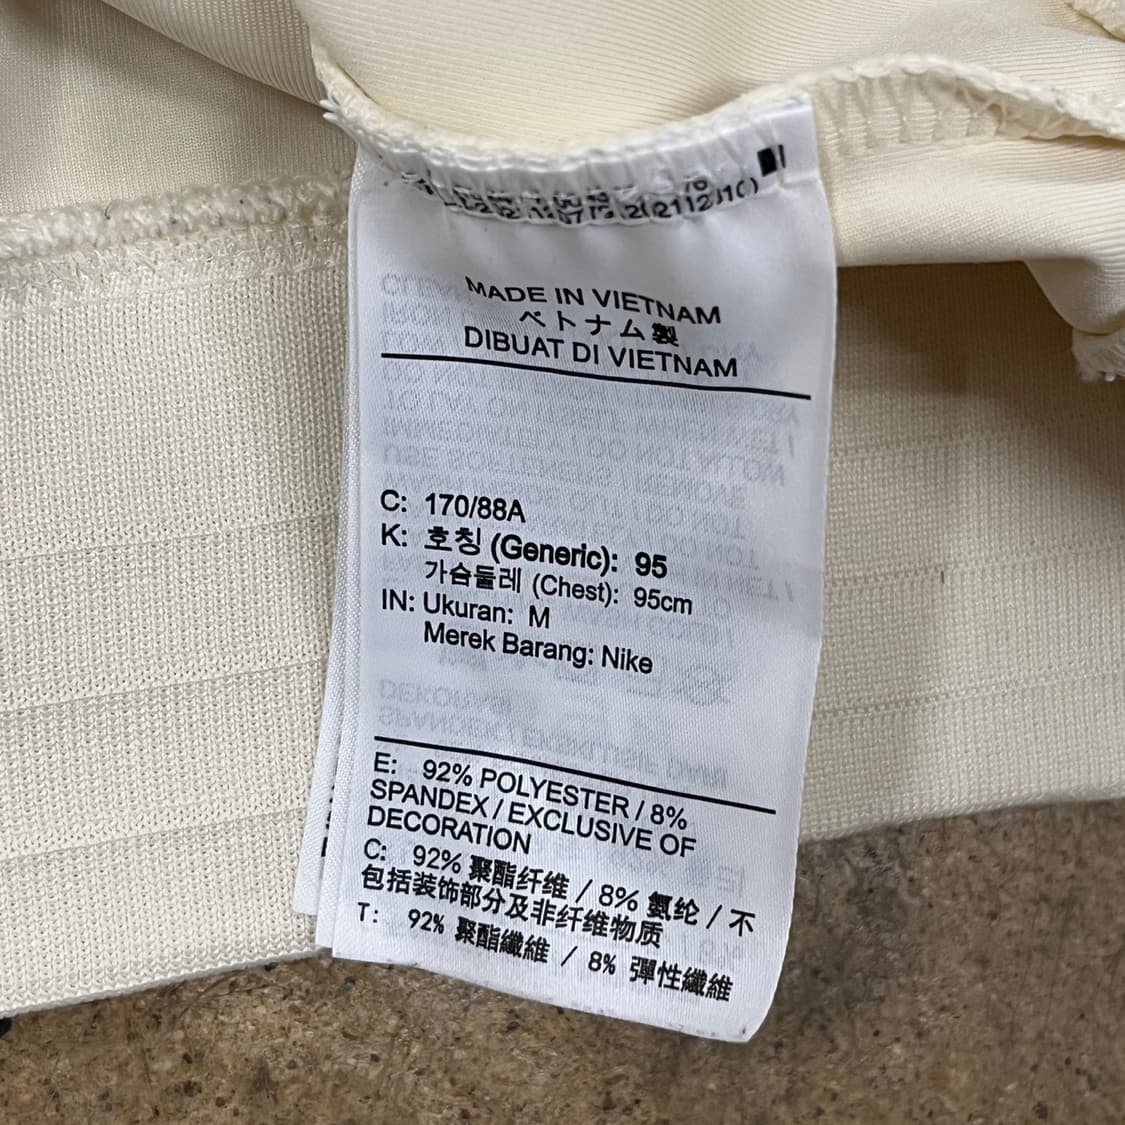 MADE IN VIETNAM
ベトナム製
DIBUAT DI VIETNAM
C: 170/88A
K: 호칭 (Generic): 95
가슴둘레 (Chest): 95cm
IN: Ukuran: M
Merek Barang: Nike
E: 92% POLYESTER / 8%
SPANDEX / EXCLUSIVE OF
DECORATION
C: 92% 聚酯纤维 / 8% 氨纶 / 不
包括装饰部分及非纤维物质
T: 92% 聚酯纖維 / 8% 彈性纖維